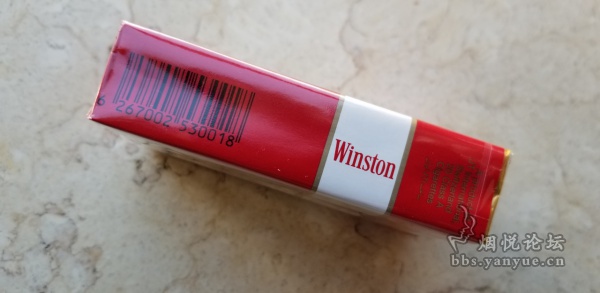 6 267002 530018
Winston
烟悦论坛
bbs.yanyue.cn